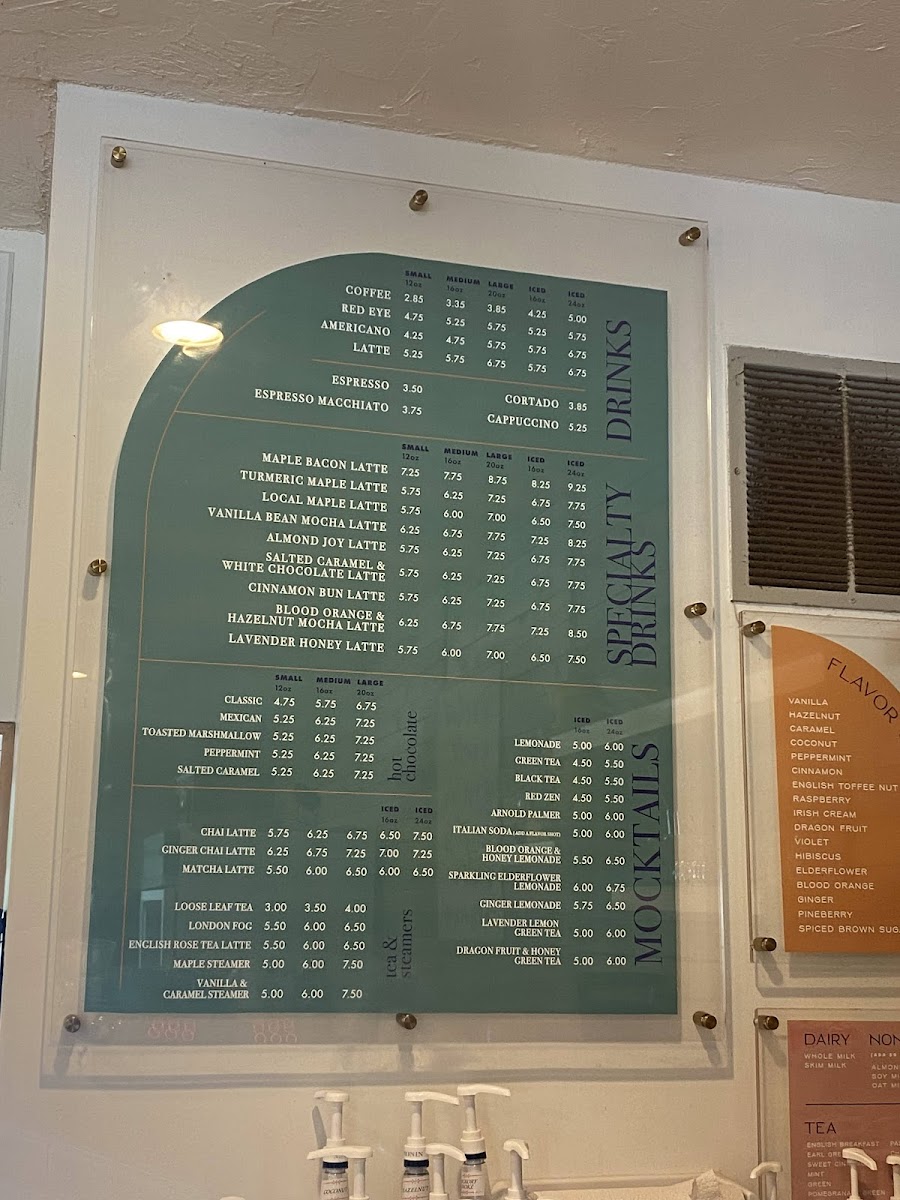 SMALL MEDIUM LARGE ICED ICED
12oz 16oz 20oz 16oz 24oz
COFFEE 2.85 3.35 3.85 4.25 5.00
RED EYE 4.75 5.25 5.75 5.25 5.75
AMERICANO 4.25 4.75 5.75 5.75 6.75
LATTE 5.25 5.75 6.75 5.75 6.75
DRINKS
ESPRESSO 3.50
ESPRESSO MACCHIATO 3.75
CORTADO 3.85
CAPPUCCINO 5.25
SMALL MEDIUM LARGE ICED ICED
12oz 16oz 20oz 16oz 24oz
MAPLE BACON LATTE 7.25 7.75 8.75 8.25 9.25
TURMERIC MAPLE LATTE 5.75 6.25 7.25 6.75 7.75
LOCAL MAPLE LATTE 5.75 6.00 7.00 6.50 7.50
VANILLA BEAN MOCHA LATTE 6.25 6.75 7.75 7.25 8.25
ALMOND JOY LATTE 5.75 6.25 7.25 6.75 7.75
SALTED CARAMEL &
WHITE CHOCOLATE LATTE 5.75 6.25 7.25 6.75 7.75
CINNAMON BUN LATTE 5.75 6.25 7.25 6.75 7.75
BLOOD ORANGE &
HAZELNUT MOCHA LATTE 6.25 6.75 7.75 7.25 8.50
LAVENDER HONEY LATTE 5.75 6.00 7.00 6.50 7.50
SPECIALTY
DRINKS
SMALL MEDIUM LARGE
12oz 16oz 20oz
CLASSIC 4.75 5.75 6.75
MEXICAN 5.25 6.25 7.25
TOASTED MARSHMALLOW 5.25 6.25 7.25
PEPPERMINT 5.25 6.25 7.25
SALTED CARAMEL 5.25 6.25 7.25
hot
chocolate
ICED ICED
16oz 24oz
CHAI LATTE 5.75 6.25 6.75 6.50 7.50
GINGER CHAI LATTE 6.25 6.75 7.25 7.00 7.25
MATCHA LATTE 5.50 6.00 6.50 6.00 6.50
LOOSE LEAF TEA 3.00 3.50 4.00
LONDON FOG 5.50 6.00 6.50
ENGLISH ROSE TEA LATTE 5.50 6.00 6.50
MAPLE STEAMER 5.00 6.00 7.50
VANILLA &
CARAMEL STEAMER 5.00 6.00 7.50
tea &
steamers
ICED ICED
16oz 24oz
LEMONADE 5.00 6.00
GREEN TEA 4.50 5.50
BLACK TEA 4.50 5.50
RED ZEN 4.50 5.50
ARNOLD PALMER 5.00 6.00
ITALIAN SODA (ADD A FLAVOR SHOT) 5.00 6.00
BLOOD ORANGE &
HONEY LEMONADE 5.50 6.50
SPARKLING ELDERFLOWER
LEMONADE 6.00 6.75
GINGER LEMONADE 5.75 6.50
LAVENDER LEMON
GREEN TEA 5.00 6.00
DRAGON FRUIT & HONEY
GREEN TEA 5.00 6.00
MOCKTAILS
FLAVOR
VANILLA
HAZELNUT
CARAMEL
COCONUT
PEPPERMINT
CINNAMON
ENGLISH TOFFEE NUT
RASPBERRY
IRISH CREAM
DRAGON FRUIT
VIOLET
HIBISCUS
ELDERFLOWER
BLOOD ORANGE
GINGER
PINEBERRY
SPICED BROWN SUG
DAIRY NON
WHOLE MILK
SKIM MILK
ALMON
SOY MI
OAT MI
TEA
ENGLISH BREAKFAST
EARL GRE
SWEET CIN
MINT
GREEN
POMEGRANA GREEN
COCONUT
HAZELNUT